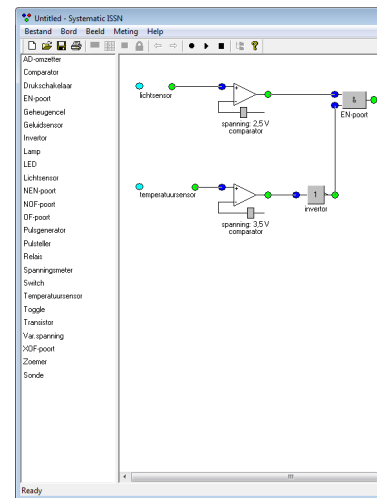 Untitled - Systematic ISSN
Bestand Bord Beeld Meting Help
AD-omzetter
Comparator
Drukschakelaar
EN-poort
Geheugencel
Geluidsensor
Invertor
Lamp
LED
Lichtsensor
NEN-poort
NOF-poort
OF-poort
Pulsgenerator
Pulsteller
Relais
Spanningsmeter
Switch
Temperatuursensor
Toggle
Transistor
Var.spanning
XOF-poort
Zoemer
Sonde
lichtsensor
+
-
spanning: 2,5 V
comparator
&
EN-poort
temperatuursensor
+
-
spanning: 3,5 V
comparator
1
invertor
Ready